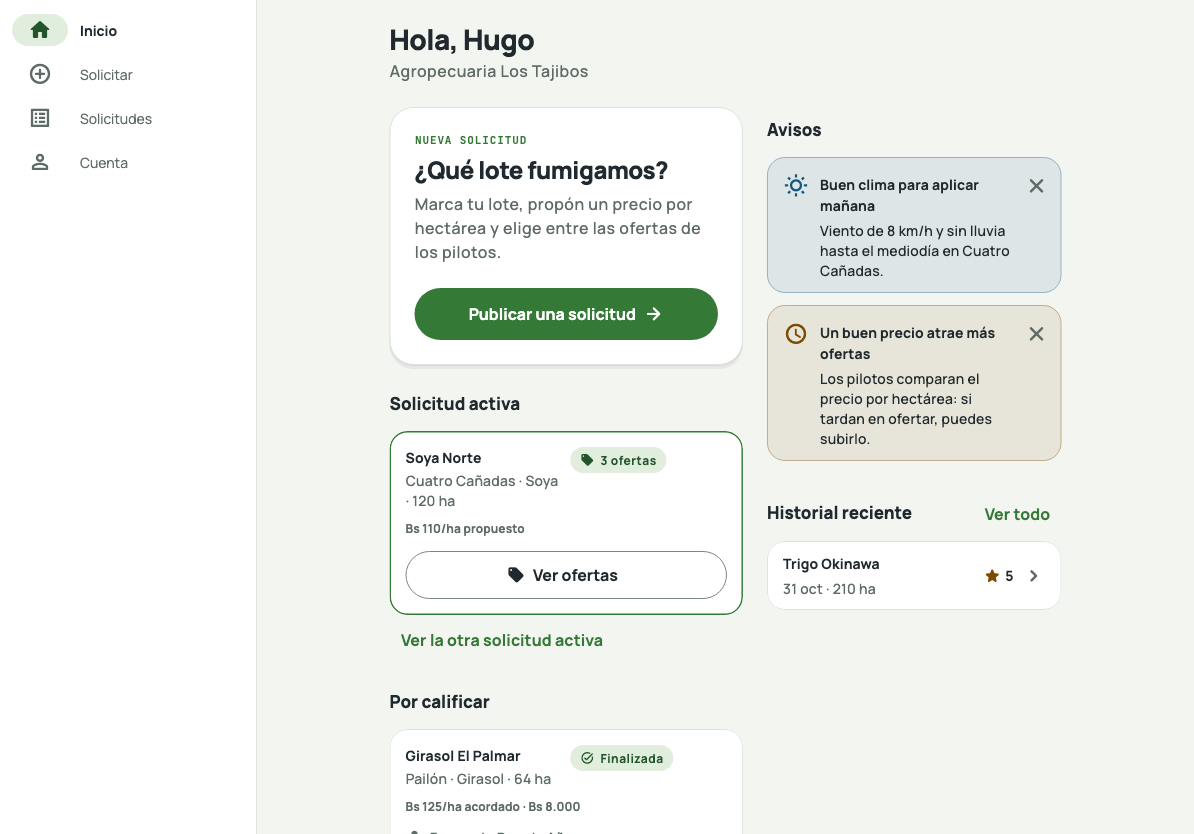 Inicio
Solicitar
Solicitudes
Cuenta
Hola, Hugo
Agropecuaria Los Tajibos
NUEVA SOLICITUD
¿Qué lote fumigamos?
Marca tu lote, propón un precio por
hectárea y elige entre las ofertas de
los pilotos.
Publicar una solicitud
Solicitud activa
Soya Norte
3 ofertas
Cuatro Cañadas · Soya
· 120 ha
Bs 110/ha propuesto
Ver ofertas
Ver la otra solicitud activa
Por calificar
Girasol El Palmar
Finalizada
Pailón · Girasol · 64 ha
Bs 125/ha acordado · Bs 8.000
Avisos
Buen clima para aplicar
mañana
Viento de 8 km/h y sin lluvia
hasta el mediodía en Cuatro
Cañadas.
Un buen precio atrae más
ofertas
Los pilotos comparan el
precio por hectárea: si
tardan en ofertar, puedes
subirlo.
Historial reciente
Ver todo
Trigo Okinawa
31 oct · 210 ha
5